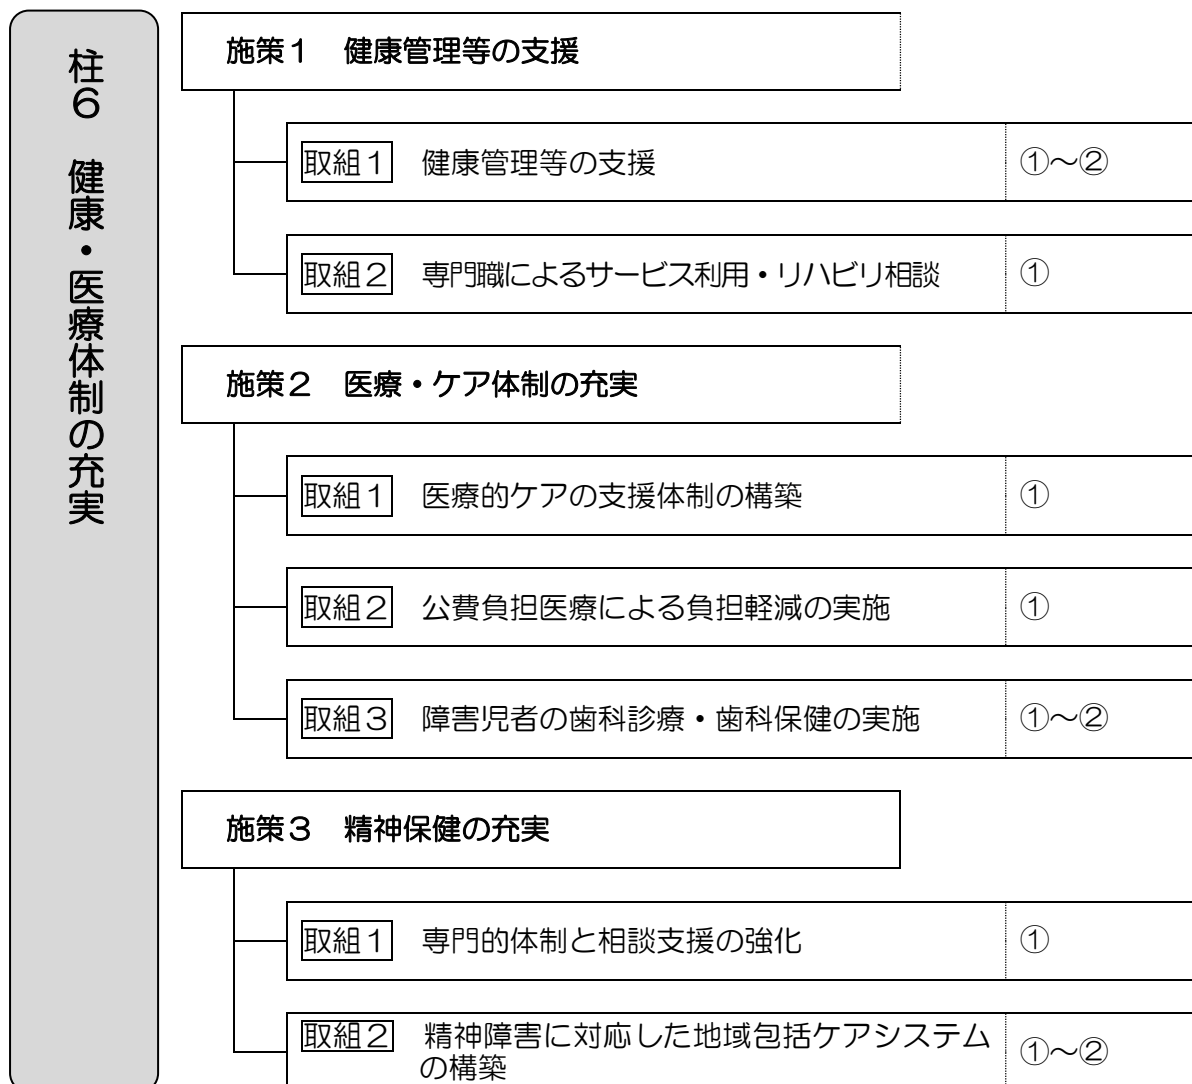 柱６　健康・医療体制の充実
施策１　健康管理等の支援
取組１　健康管理等の支援　①～②
取組２　専門職によるサービス利用・リハビリ相談　①
施策２　医療・ケア体制の充実
取組１　医療的ケアの支援体制の構築　①
取組２　公費負担医療による負担軽減の実施　①
取組３　障害児者の歯科診療・歯科保健の実施　①～②
施策３　精神保健の充実
取組１　専門的体制と相談支援の強化　①
取組２　精神障害に対応した地域包括ケアシステム
の構築　①～②